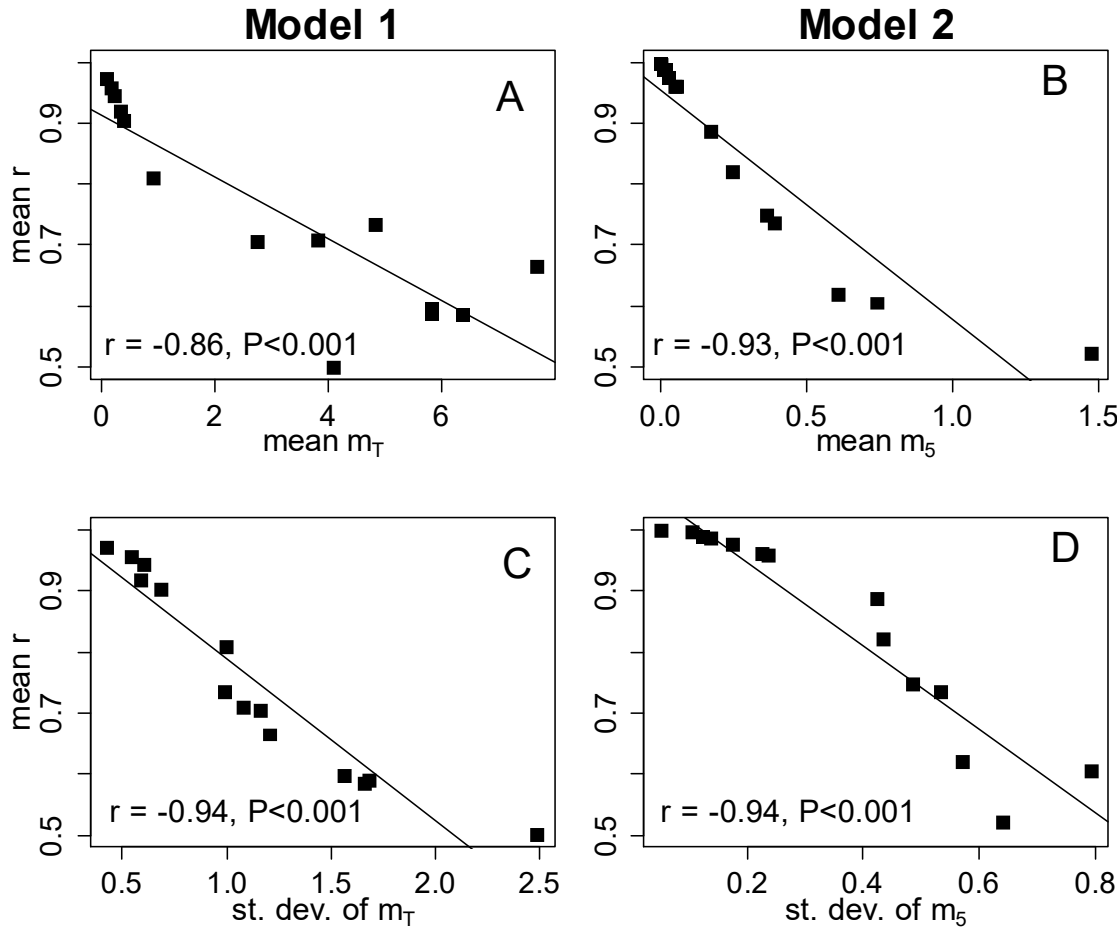 Model 1
Model 2
A
B
mean r
0.5 0.7 0.9
r = -0.86, P<0.001
r = -0.93, P<0.001
0 2 4 6
0.0 0.5 1.0 1.5
mean m_T
mean m_5
C
D
mean r
0.5 0.7 0.9
0.5 0.7 0.9
0.5 0.7 0.9
r = -0.94, P<0.001
r = -0.94, P<0.001
0.5 1.0 1.5 2.0 2.5
0.2 0.4 0.6 0.8
st. dev. of m_T
st. dev. of m_5